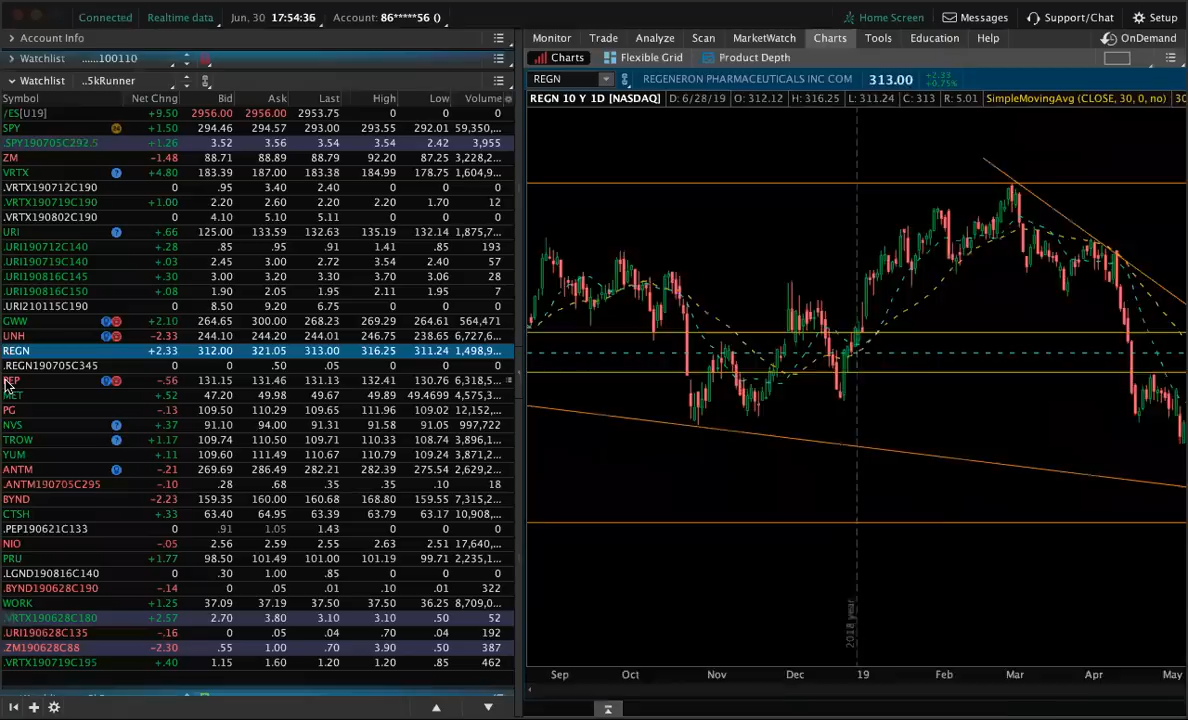 Connected Realtime data Jun, 30 17:54:36 Account: 86*****56 () Home Screen Messages Support/Chat Setup
> Account Info
> Watchlist ......100110
Watchlist ..5kRunner
Monitor Trade Analyze Scan MarketWatch Charts Tools Education Help OnDemand
Charts Flexible Grid Product Depth
REGN REGENERON PHARMACEUTICALS INC COM 313.00 +2.33 +0.75%
REGN 10 Y 1D [NASDAQ] D: 6/28/19 O: 312.12 H: 316.25 L: 311.24 C: 313 R: 5.01 SimpleMovingAvg (CLOSE, 30, 0, no) 30
Symbol Net Chng Bid Ask Last High Low Volume
/ES[U19] +9.50 2956.00 2956.00 2953.75 0 0 0
SPY +1.50 294.46 294.57 293.00 293.55 292.01 59,350,...
.SPY190705C292.5 +1.26 3.52 3.56 3.54 3.54 2.42 3,955
ZM -1.48 88.71 88.89 88.79 92.20 87.25 3,228,2...
VRTX +4.80 183.39 187.00 183.38 184.99 178.75 1,604,9...
.VRTX190712C190 0 .95 3.40 2.40 0 0 0
.VRTX190719C190 +1.00 2.20 2.60 2.20 2.20 1.70 12
.VRTX190802C190 0 4.10 5.10 5.11 0 0 0
URI +.66 125.00 133.59 132.63 135.19 132.14 1,875,7...
.URI190712C140 +.28 .85 .95 .91 1.41 .85 193
.URI190719C140 +.03 2.45 3.00 2.72 3.54 2.40 57
.URI190816C145 +.30 3.00 3.20 3.30 3.70 3.06 28
.URI190816C150 +.08 1.90 2.05 1.95 2.11 1.95 7
.URI210115C190 0 8.50 9.20 6.75 0 0 0
GWW +2.10 264.65 300.00 268.23 269.29 264.61 564,471
UNH -2.33 244.10 244.20 244.01 246.75 238.65 6,727,6...
REGN +2.33 312.00 321.05 313.00 316.25 311.24 1,498,9...
.REGN190705C345 0 0 .50 .05 0 0 0
PEP -.56 131.15 131.46 131.13 132.41 130.76 6,318,5...
MET +.52 47.20 49.98 49.67 49.89 49.4699 4,575,3...
PG -.13 109.50 110.29 109.65 111.96 109.02 12,152,...
NVS +.37 91.10 94.00 91.31 91.58 91.05 997,722
TROW +1.17 109.74 110.50 109.71 110.33 108.74 3,896,1...
YUM +.11 109.60 111.49 110.67 110.79 109.24 3,871,2...
ANTM -.21 269.69 286.49 282.21 282.39 275.54 2,629,2...
.ANTM190705C295 -.10 .28 .68 .35 .35 .10 18
BYND -2.23 159.35 160.00 160.68 168.80 159.55 7,315,2...
CTSH +.33 63.40 64.95 63.39 63.79 63.17 10,908,...
.PEP190621C133 0 .91 1.05 1.43 0 0 0
NIO -.05 2.56 2.59 2.55 2.63 2.51 17,640,...
PRU +1.77 98.50 101.49 101.00 101.19 99.71 2,235,1...
.LGND190816C140 0 .30 1.00 .85 0 0 0
.BYND190628C190 -.14 0 .05 .01 .10 .01 322
WORK +1.25 37.09 37.19 37.50 37.50 36.25 8,709,0...
.VRTX190628C180 +2.57 2.70 3.80 3.10 3.10 .50 52
.URI190628C135 -.16 0 .05 .04 .70 .04 192
.ZM190628C88 -2.30 .55 1.00 .70 3.90 .50 387
.VRTX190719C195 +.40 1.15 1.60 1.20 1.20 .85 462
2018 year
Sep Oct Nov Dec 19 Feb Mar Apr May